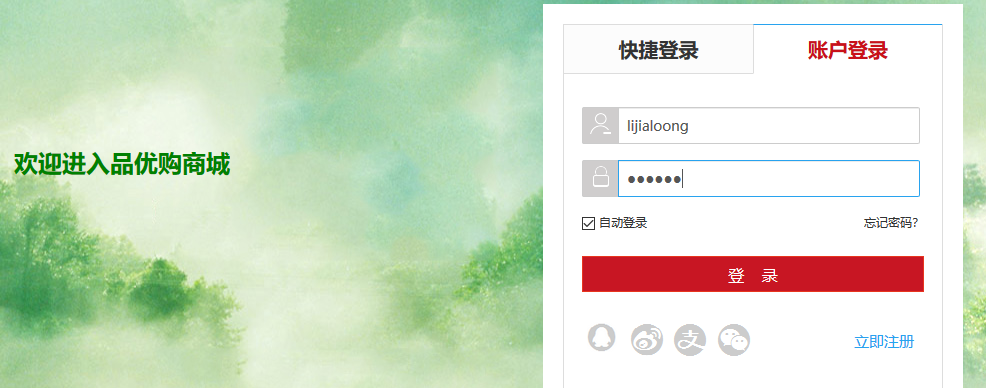 快捷登录
账户登录
lijialoong
欢迎进入品优购商城
••••••
自动登录
忘记密码?
登 录
立即注册